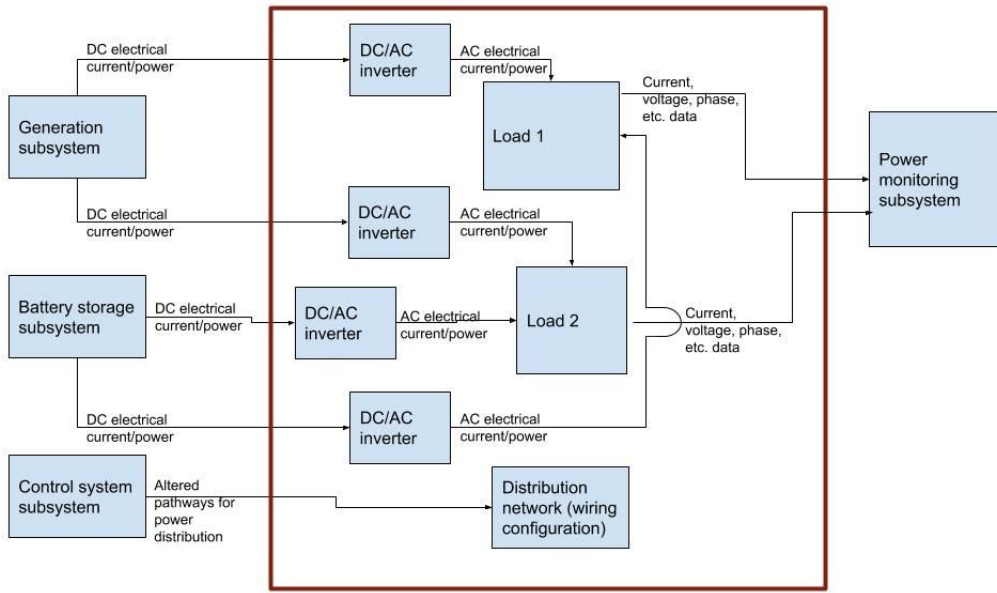 DC electrical
current/power
DC/AC
inverter
AC electrical
current/power
Generation
subsystem
Load 1
Current,
voltage, phase,
etc. data
Power
monitoring
subsystem
DC electrical
current/power
DC/AC
inverter
AC electrical
current/power
Battery storage
subsystem
DC electrical
current/power
DC/AC
inverter
AC electrical
current/power
Load 2
Current,
voltage, phase,
etc. data
DC electrical
current/power
DC/AC
inverter
AC electrical
current/power
Control system
subsystem
Altered
pathways for
power
distribution
Distribution
network (wiring
configuration)